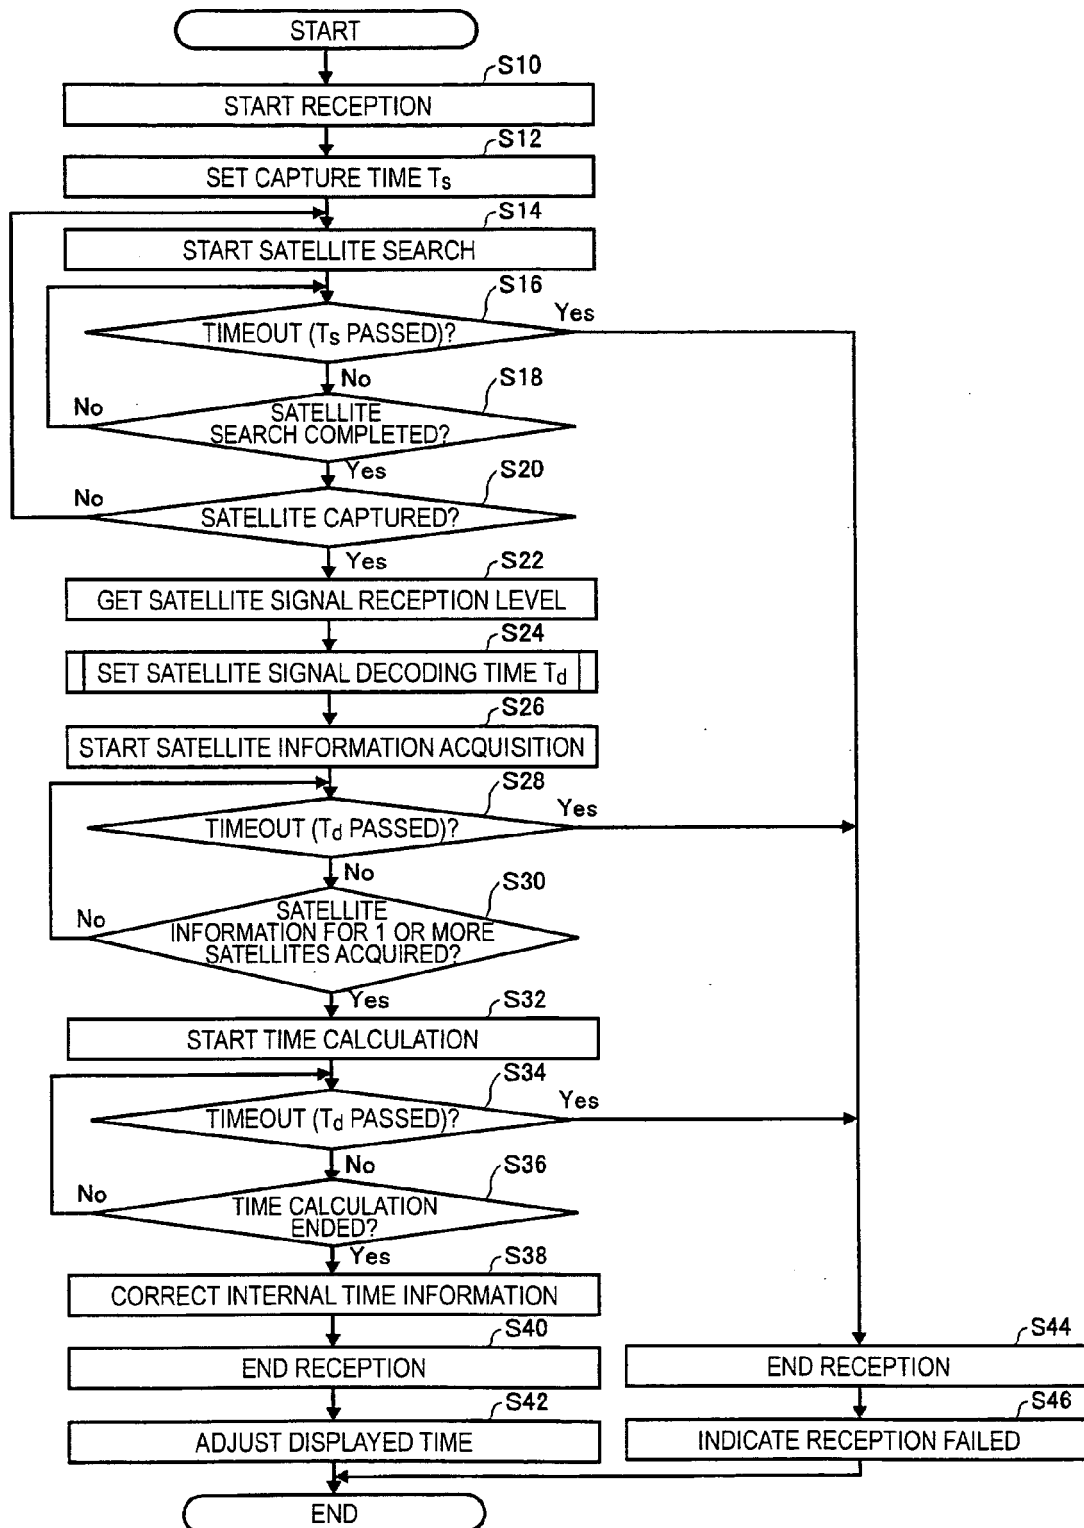 START
S10
START RECEPTION
S12
SET CAPTURE TIME Ts
S14
START SATELLITE SEARCH
S16
Yes
TIMEOUT (Ts PASSED)?
No
S18
No
SATELLITE
SEARCH COMPLETED?
Yes
S20
No
SATELLITE CAPTURED?
Yes
S22
GET SATELLITE SIGNAL RECEPTION LEVEL
S24
SET SATELLITE SIGNAL DECODING TIME Td
S26
START SATELLITE INFORMATION ACQUISITION
S28
Yes
TIMEOUT (Td PASSED)?
No
S30
No
SATELLITE
INFORMATION FOR 1 OR MORE
SATELLITES ACQUIRED?
Yes
S32
START TIME CALCULATION
S34
Yes
TIMEOUT (Td PASSED)?
No
S36
No
TIME CALCULATION
ENDED?
Yes
S38
CORRECT INTERNAL TIME INFORMATION
S40
END RECEPTION
S44
END RECEPTION
S42
ADJUST DISPLAYED TIME
S46
INDICATE RECEPTION FAILED
END